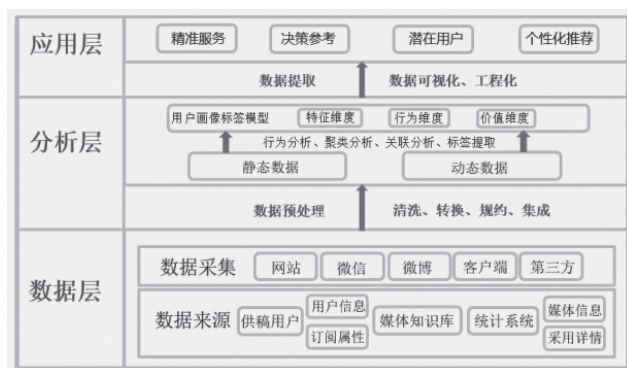 应用层
精准服务 决策参考 潜在用户 个性化推荐
数据提取 数据可视化、工程化
分析层
用户画像标签模型 特征维度 行为维度 价值维度
行为分析、聚类分析、关联分析、标签提取
静态数据 动态数据
数据预处理 清洗、转换、规约、集成
数据层
数据采集 网站 微信 微博 客户端 第三方
数据来源 供稿用户 用户信息 订阅属性 媒体知识库 统计系统 媒体信息 采用详情